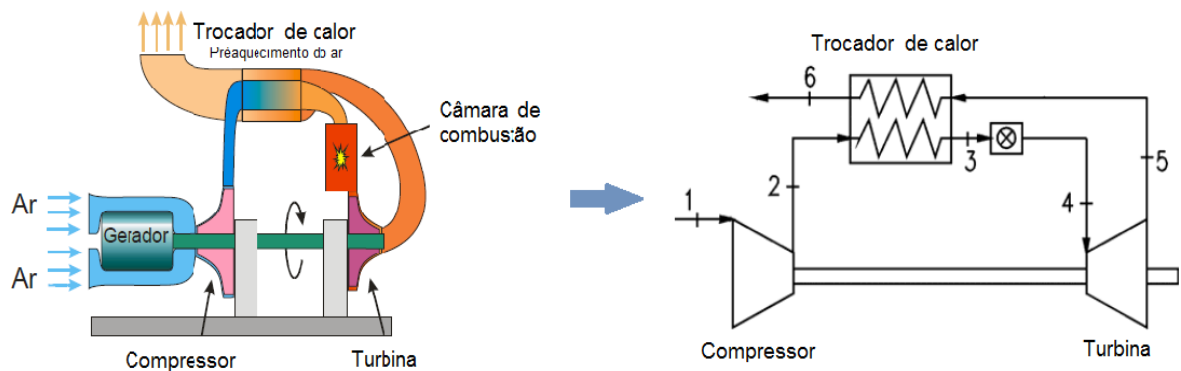 Trocador de calor
Préaquecimento do ar
Câmara de
combustão
Ar
Gerador
Ar
Compressor
Turbina
Trocador de calor
6
3
2
5
1
4
Compressor
Turbina